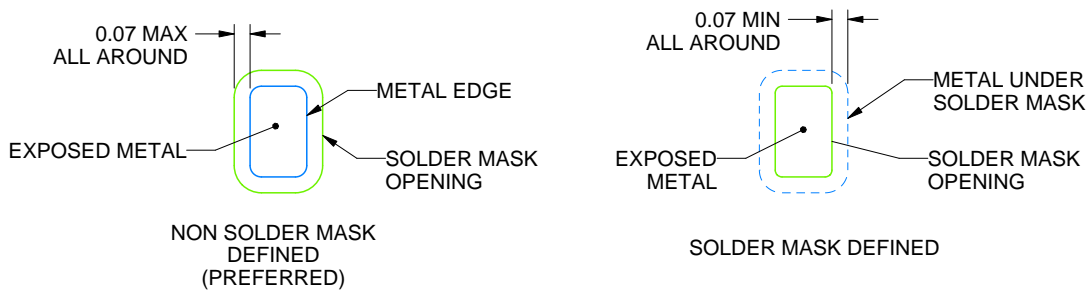 0.07 MAX
ALL AROUND
METAL EDGE
EXPOSED METAL
SOLDER MASK
OPENING
NON SOLDER MASK
DEFINED
(PREFERRED)
0.07 MIN
ALL AROUND
METAL UNDER
SOLDER MASK
EXPOSED
METAL
SOLDER MASK
OPENING
SOLDER MASK DEFINED